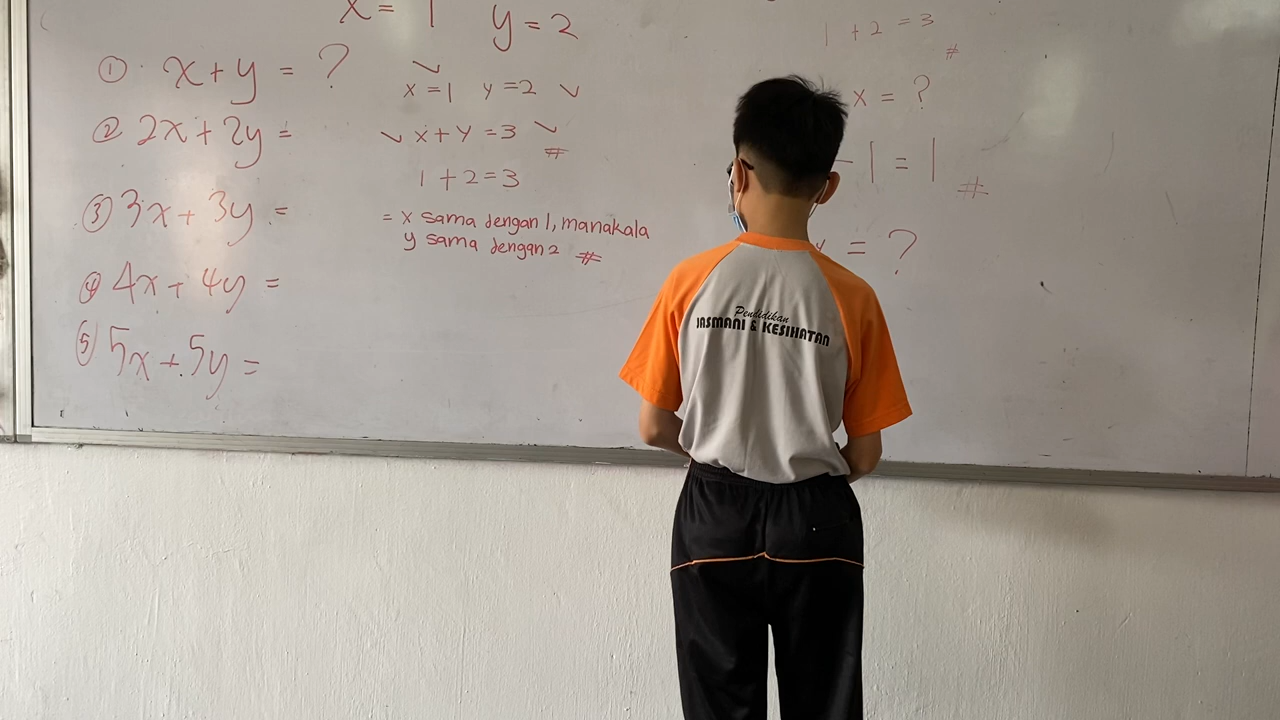 x = 1 y = 2
① x + y = ?
x = 1 y = 2
② 2x + 2y =
x + y = 3 #
1 + 2 = 3
③ 3x + 3y =
= x sama dengan 1, manakala
y sama dengan 2 #
④ 4x + 4y =
⑤ 5x + 5y =
1 + 2 = 3 #
x = ?
- 1 = 1 #
y = ?
Pendidikan
JASMANI & KESIHATAN